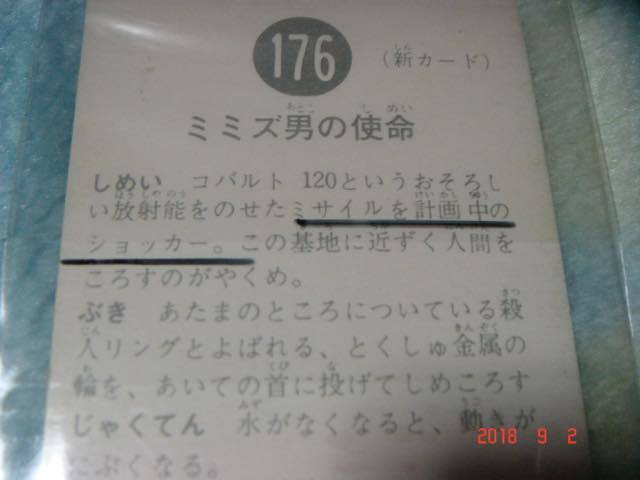 176
(新カード)
ミミズ男の使命
しめい　コバルト 120というおそろし
い放射能をのせたミサイルを計画中の
ショッカー。この基地に近ずく人間を
ころすのがやくめ。
ぶき　あたまのところについている殺
人リングとよばれる、とくしゅ金属の
輪を、あいての首に投げてしめころす
じゃくてん　水がなくなると、動きが
にぶくなる。
2018 9 2